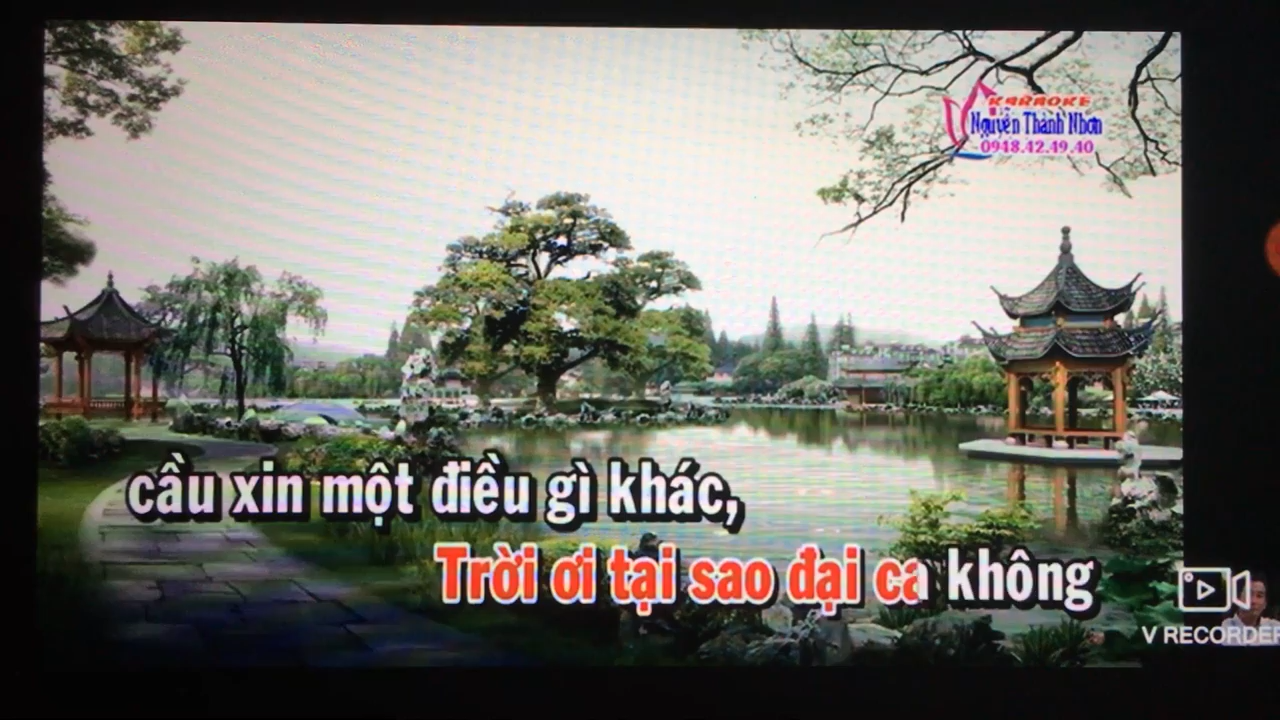 KARAOKE
Nguyễn Thành Nhơn
0948.42.49.40
cầu xin một điều gì khác,
Trời ơi tại sao đại ca không
V RECORDER